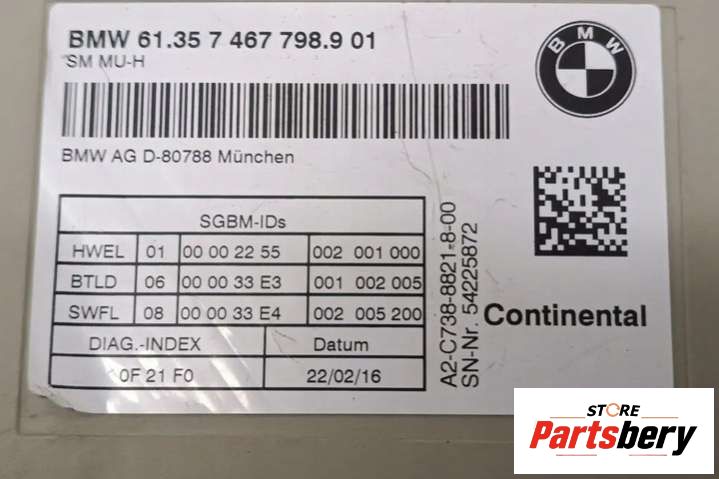 BMW 61.35 7 467 798.9 01
SM MU-H
BMW
BMW AG D-80788 München
SGBM-IDs
HWEL 01 00 00 22 55 002 001 000
BTLD 06 00 00 33 E3 001 002 005
SWFL 08 00 00 33 E4 002 005 200
DIAG.-INDEX Datum
0F 21 F0 22/02/16
A2-C738-8821-8-00
SN-Nr. 54225872
Continental
STORE
Partsbery